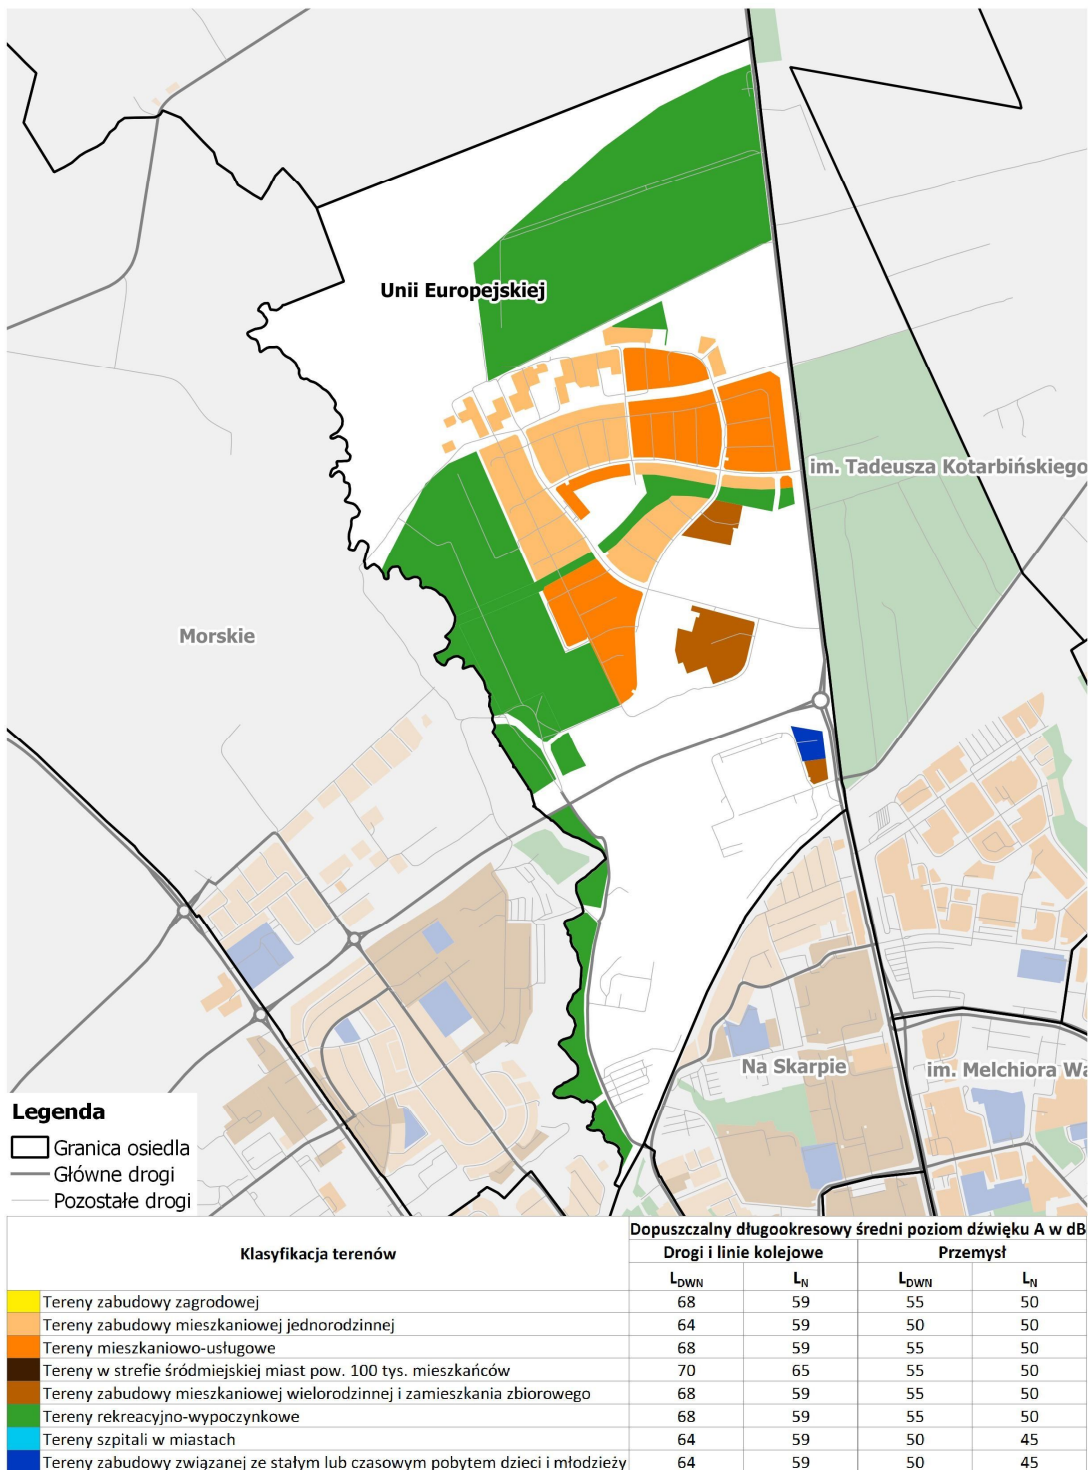 Unii Europejskiej
im. Tadeusza Kotarbińskiego
Morskie
Na Skarpie
im. Melchiora Wa
Legenda
Granica osiedla
Główne drogi
Pozostałe drogi
Klasyfikacja terenów
Dopuszczalny długookresowy średni poziom dźwięku A w dB
Drogi i linie kolejowe Przemysł
LDWN LN LDWN LN
Tereny zabudowy zagrodowej 68 59 55 50
Tereny zabudowy mieszkaniowej jednorodzinnej 64 59 50 50
Tereny mieszkaniowo-usługowe 68 59 55 50
Tereny w strefie śródmiejskiej miast pow. 100 tys. mieszkańców 70 65 55 50
Tereny zabudowy mieszkaniowej wielorodzinnej i zamieszkania zbiorowego 68 59 55 50
Tereny rekreacyjno-wypoczynkowe 68 59 55 50
Tereny szpitali w miastach 64 59 50 45
Tereny zabudowy związanej ze stałym lub czasowym pobytem dzieci i młodzieży 64 59 50 45